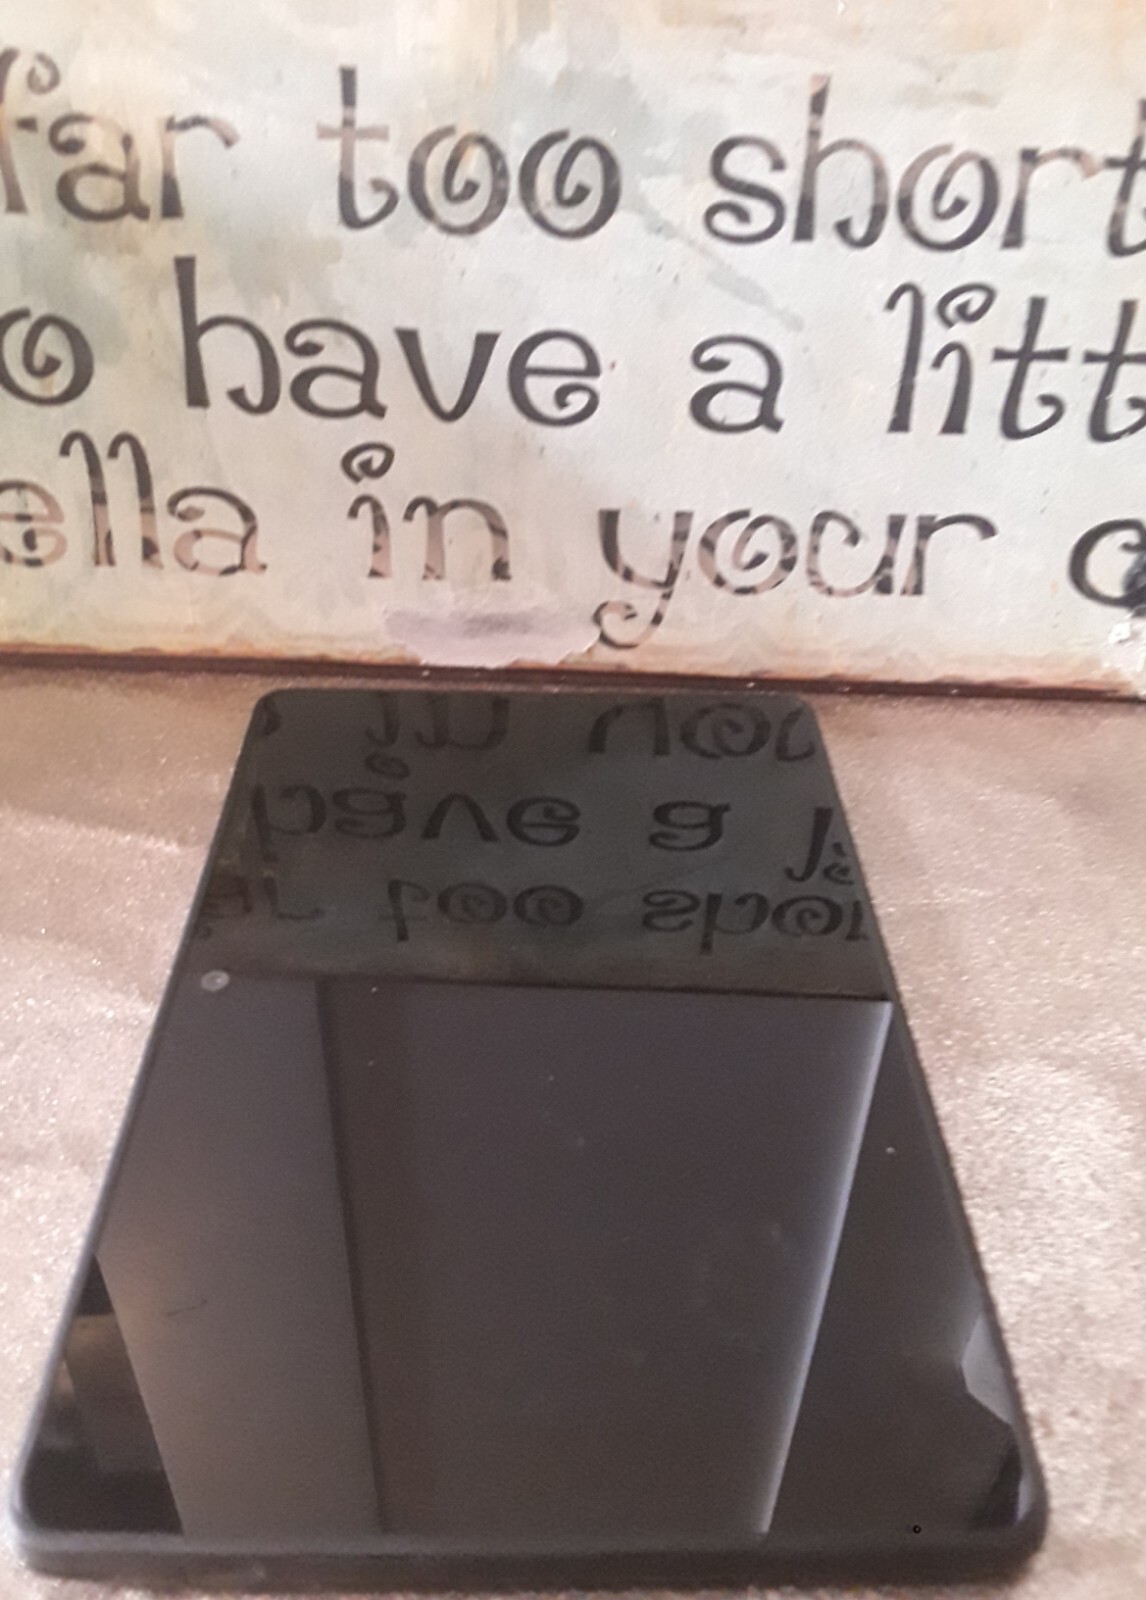 far too short
o have a litt
ella in your c